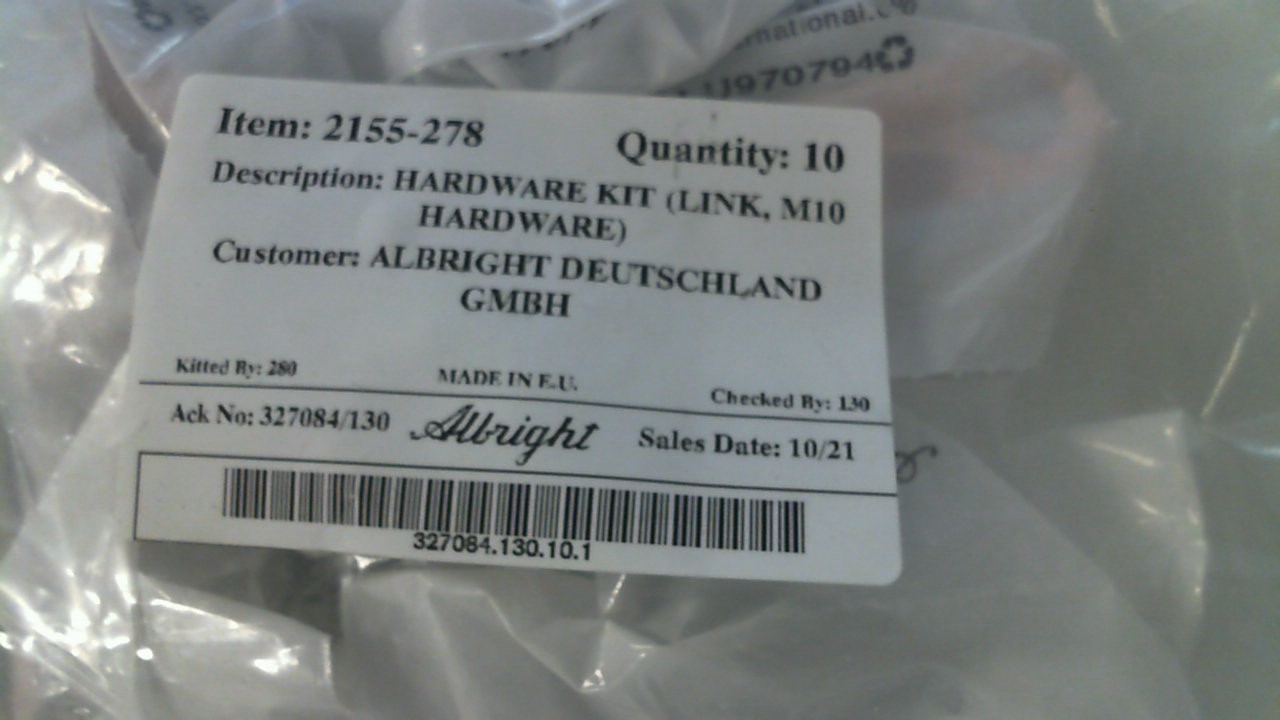 U970794
Item: 2155-278
Quantity: 10
Description: HARDWARE KIT (LINK, M10
HARDWARE)
Customer: ALBRIGHT DEUTSCHLAND
GMBH
Kitted By: 280
MADE IN E.U.
Checked By: 130
Ack No: 327084/130
Albright
Sales Date: 10/21
327084.130.10.1